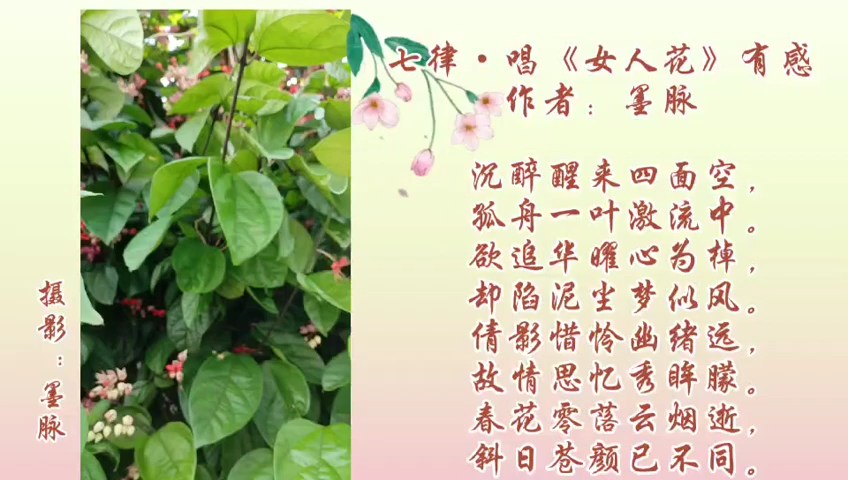 七律·唱《女人花》有感
作者：墨脉
沉醉醒来四面空，
孤舟一叶激流中。
欲追华曜心为棹，
却陷泥尘梦似风。
倩影惜怜幽绪远，
故情思忆秀眸朦。
春花零落云烟逝，
斜日苍颜已不同。
摄影：墨脉